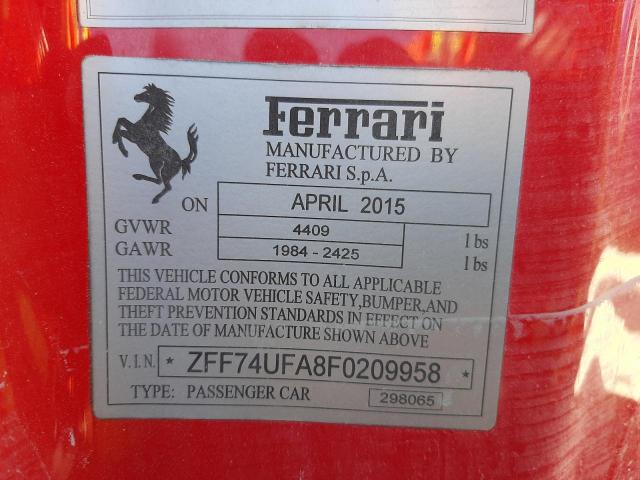 Ferrari
MANUFACTURED BY
FERRARI S.p.A.
ON APRIL 2015
GVWR 4409 lbs
GAWR 1984 - 2425 lbs
THIS VEHICLE CONFORMS TO ALL APPLICABLE
FEDERAL MOTOR VEHICLE SAFETY,BUMPER,AND
THEFT PREVENTION STANDARDS IN EFFECT ON
THE DATE OF MANUFACTURE SHOWN ABOVE
V.I.N. * ZFF74UFA8F0209958 *
TYPE: PASSENGER CAR 298065